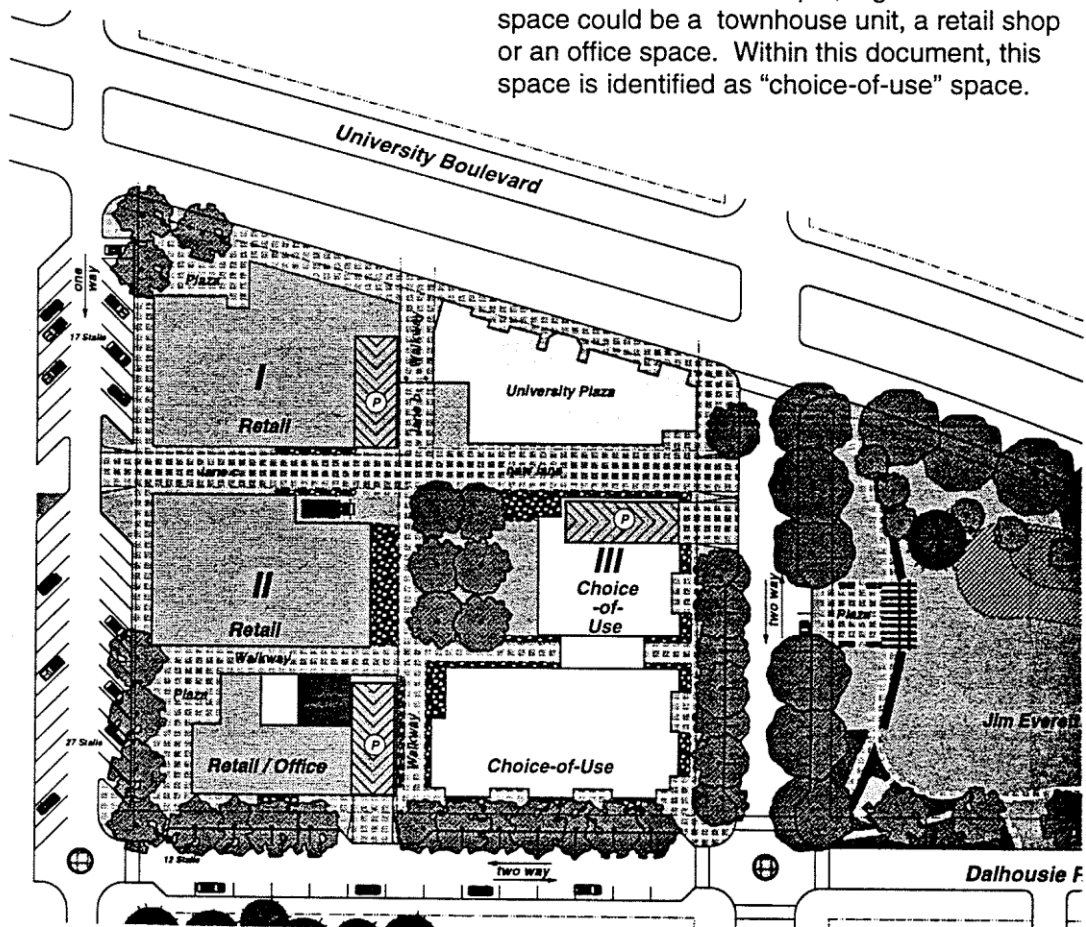 space could be a townhouse unit, a retail shop
or an office space. Within this document, this
space is identified as “choice-of-use” space.
University Boulevard
one
way
Plaza
17 Stalls
I
Retail
P
Walkway
University Plaza
new lane
II
Retail
P
III
Choice
-of-
Use
two way
Plaza
Walkway
Plaza
Jim Everett
27 Stalls
Retail / Office
P
Walkway
Choice-of-Use
12 Stalls
two way
Dalhousie